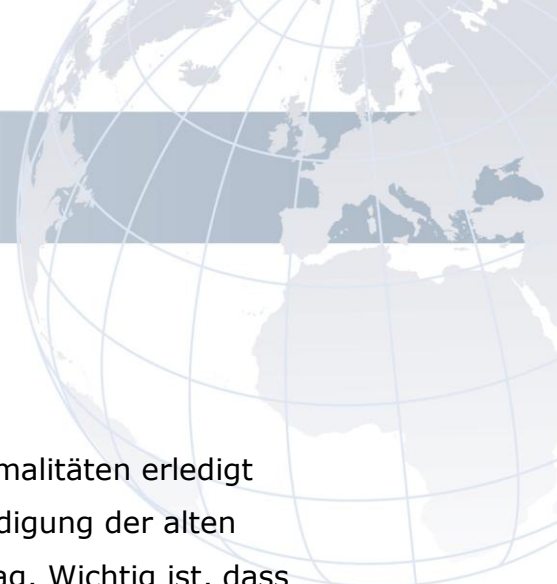 malitäten erledigt
digung der alten
ag. Wichtig ist, dass